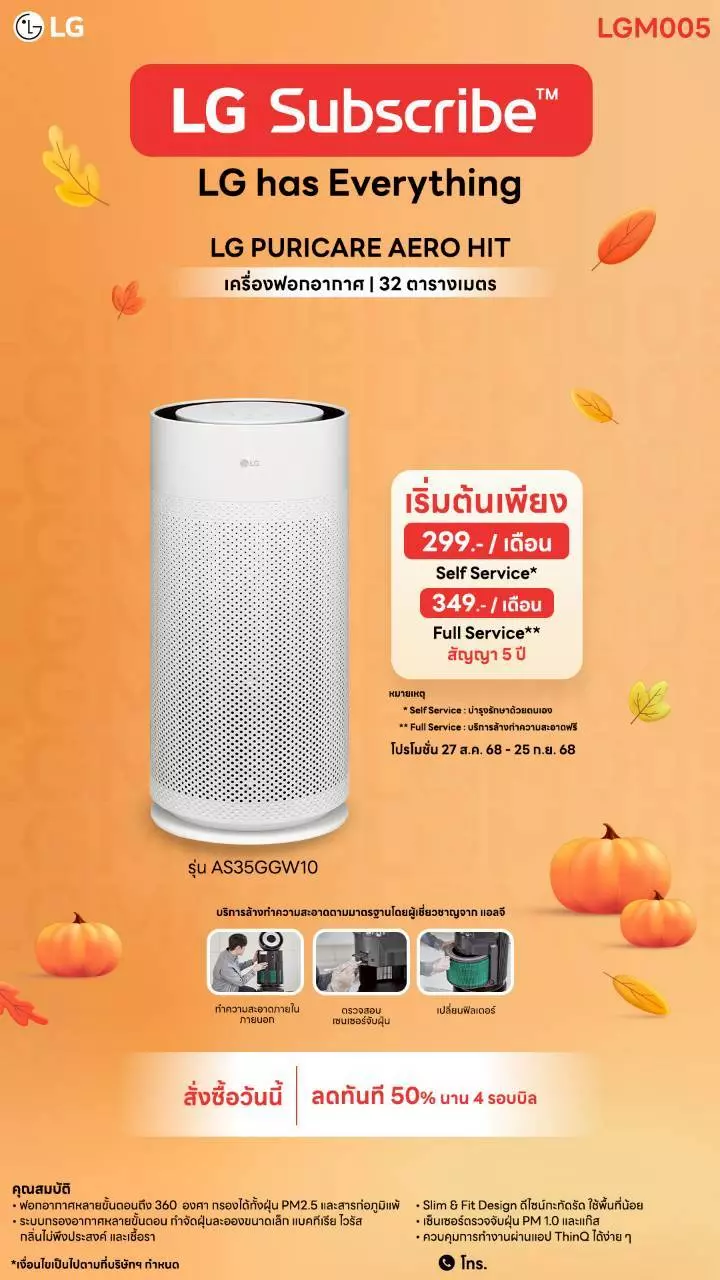 LG
LGM005
LG Subscribe™
LG has Everything
LG PURICARE AERO HIT
เครื่องฟอกอากาศ | 32 ตารางเมตร
LG
เริ่มต้นเพียง
299.- / เดือน
Self Service*
349.- / เดือน
Full Service**
สัญญา 5 ปี
หมายเหตุ
* Self Service : บำรุงรักษาด้วยตนเอง
** Full Service : บริการล้างทำความสะอาดฟรี
โปรโมชั่น 27 ส.ค. 68 - 25 ก.ย. 68
รุ่น AS35GGW10
บริการล้างทำความสะอาดตามมาตรฐานโดยผู้เชี่ยวชาญจาก แอลจี
ทำความสะอาดภายใน
ภายนอก
ตรวจสอบ
เซนเซอร์จับฝุ่น
เปลี่ยนฟิลเตอร์
สั่งซื้อวันนี้ ลดทันที 50% นาน 4 รอบบิล
คุณสมบัติ
• ฟอกอากาศหลายขั้นตอนถึง 360 องศา กรองได้ทั้งฝุ่น PM2.5 และสารก่อภูมิแพ้
• ระบบกรองอากาศหลายขั้นตอน กำจัดฝุ่นละอองขนาดเล็ก แบคทีเรีย ไวรัส
กลิ่นไม่พึงประสงค์ และเชื้อรา
• Slim & Fit Design ดีไซน์กะทัดรัด ใช้พื้นที่น้อย
• เซ็นเซอร์ตรวจจับฝุ่น PM 1.0 และแก๊ส
• ควบคุมการทำงานผ่านแอป ThinQ ได้ง่าย ๆ
*เงื่อนไขเป็นไปตามที่บริษัทฯ กำหนด
โทร.